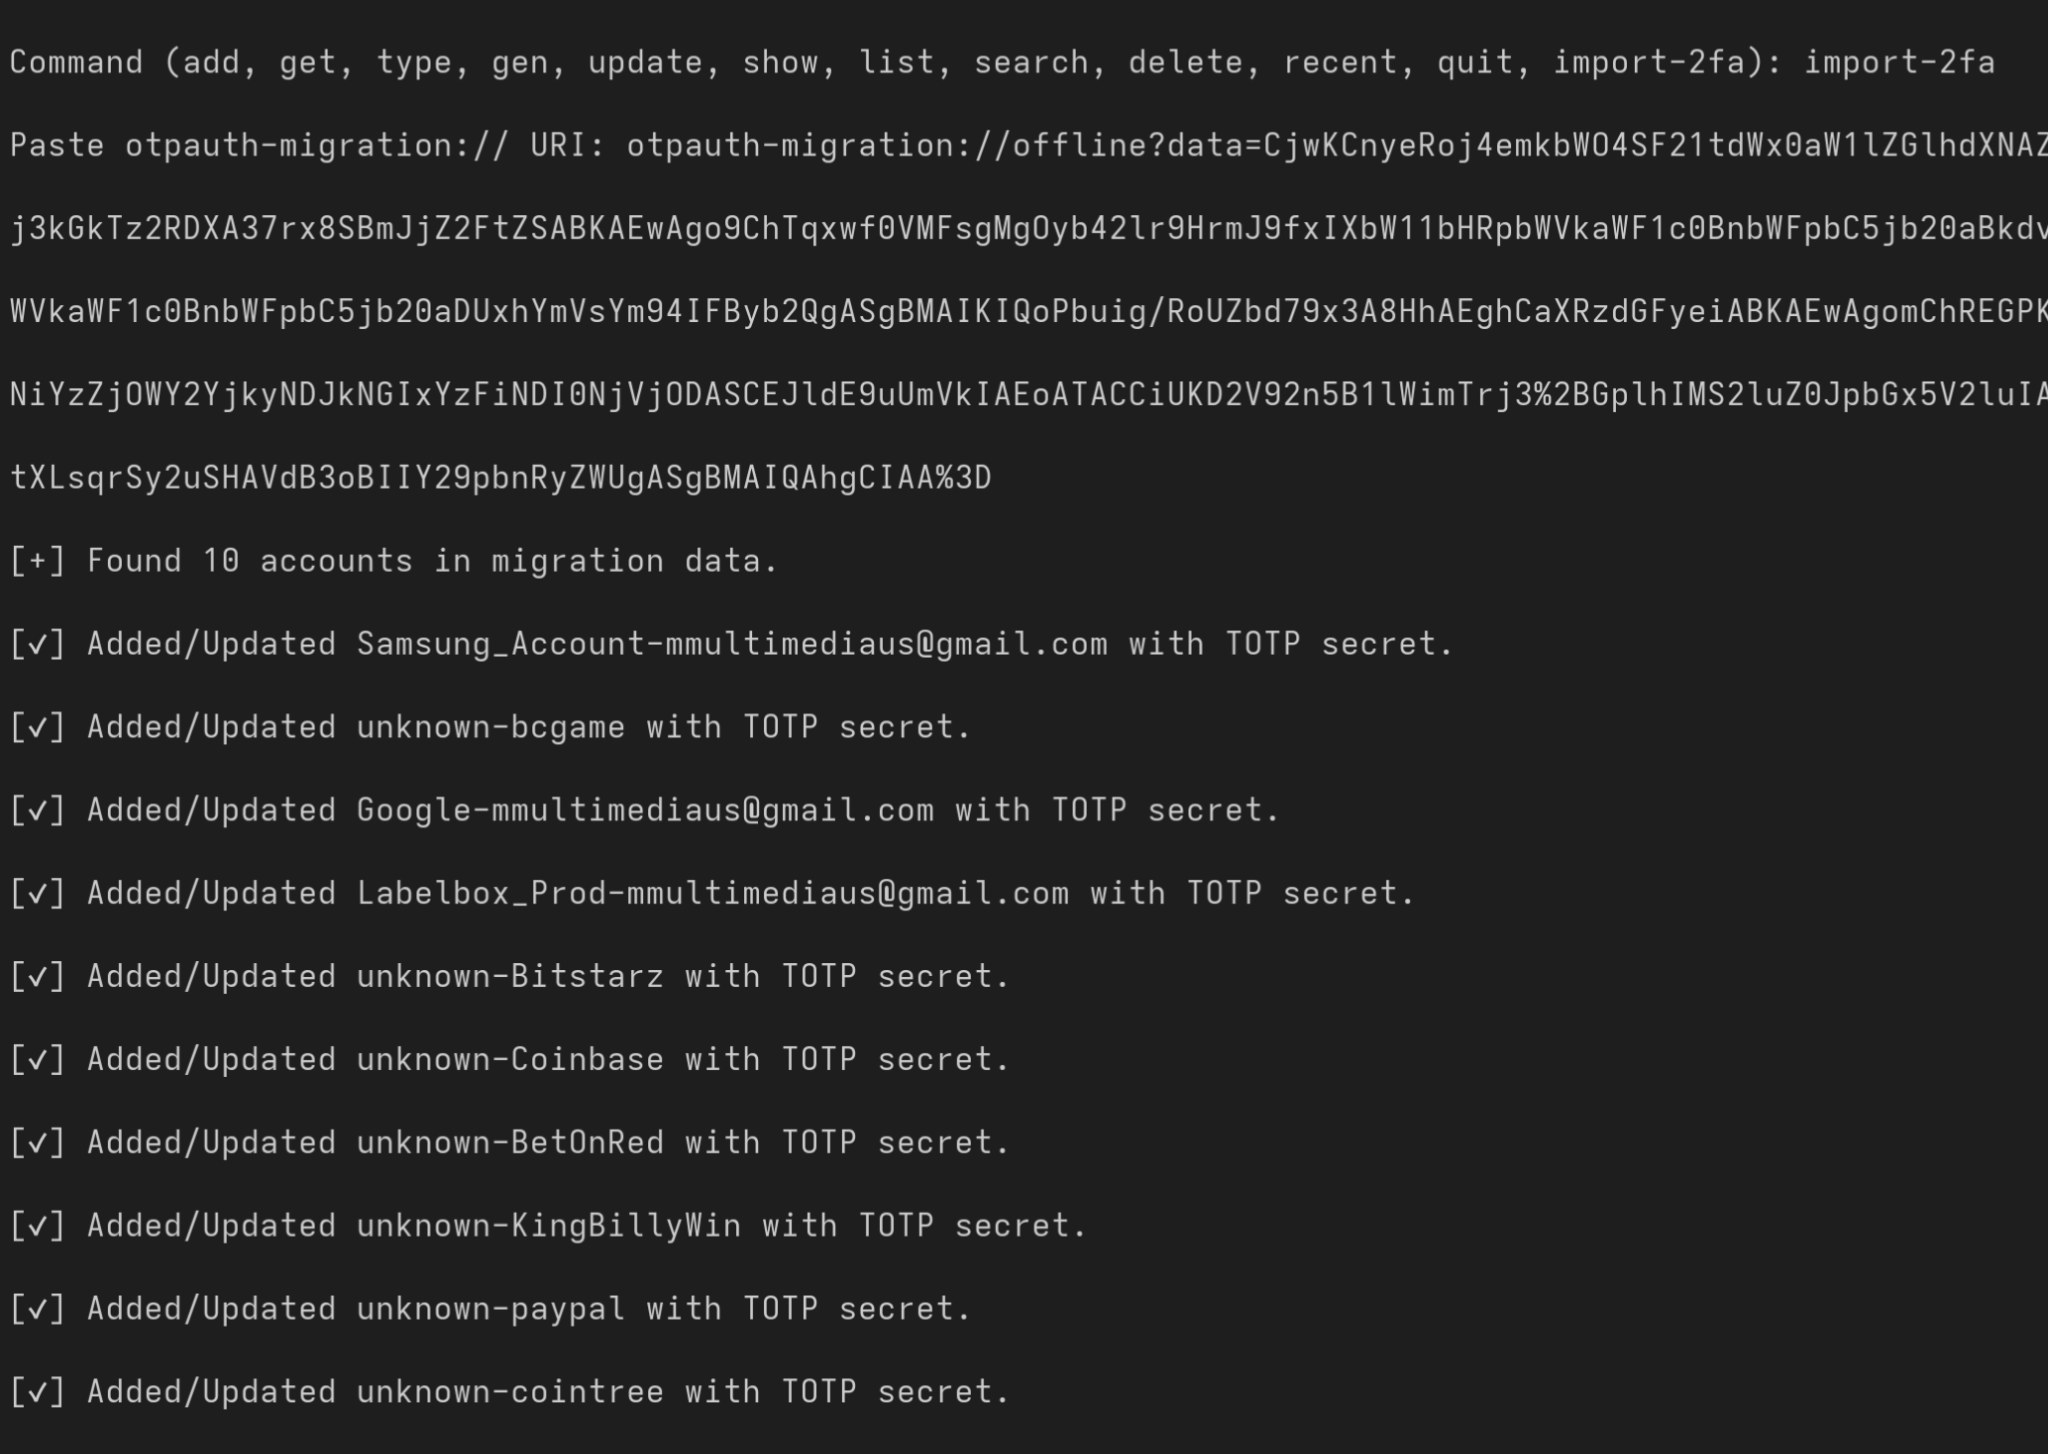 Command (add, get, type, gen, update, show, list, search, delete, recent, quit, import-2fa): import-2fa
Paste otpauth-migration:// URI: otpauth-migration://offline?data=CjwKCnyeRoj4emkbWO4SF21tdWx0aW1lZGlhdXNAZ
j3kGkTz2RDXA37rx8SBmJjZ2FtZSABKAEwAgo9ChTqxwf0VMFsgMgOyb42lr9HrmJ9fxIXbW11bHRpbWVkaWF1c0BnbWFpbC5jb20aBkdv
WVkaWF1c0BnbWFpbC5jb20aDUxhYmVsYm94IFByb2QgASgBMAIKIQoPbuig/RoUZbd79x3A8HhAEghCaXRzdGFyeiABKAEwAgomChREGPK
NiYzZjOWY2YjkyNDJkNGIxYzFiNDI0NjVjODASCEJldE9uUmVkIAEoATACCiUKD2V92n5B1lWimTrj3%2BGplhIMS2luZ0JpbGx5V2luIA
tXLsqrSy2uSHAVdB3oBIIY29pbnRyZWUgASgBMAIQAhgCIAA%3D
[+] Found 10 accounts in migration data.
[✓] Added/Updated Samsung_Account-mmultimediaus@gmail.com with TOTP secret.
[✓] Added/Updated unknown-bcgame with TOTP secret.
[✓] Added/Updated Google-mmultimediaus@gmail.com with TOTP secret.
[✓] Added/Updated Labelbox_Prod-mmultimediaus@gmail.com with TOTP secret.
[✓] Added/Updated unknown-Bitstarz with TOTP secret.
[✓] Added/Updated unknown-Coinbase with TOTP secret.
[✓] Added/Updated unknown-BetOnRed with TOTP secret.
[✓] Added/Updated unknown-KingBillyWin with TOTP secret.
[✓] Added/Updated unknown-paypal with TOTP secret.
[✓] Added/Updated unknown-cointree with TOTP secret.